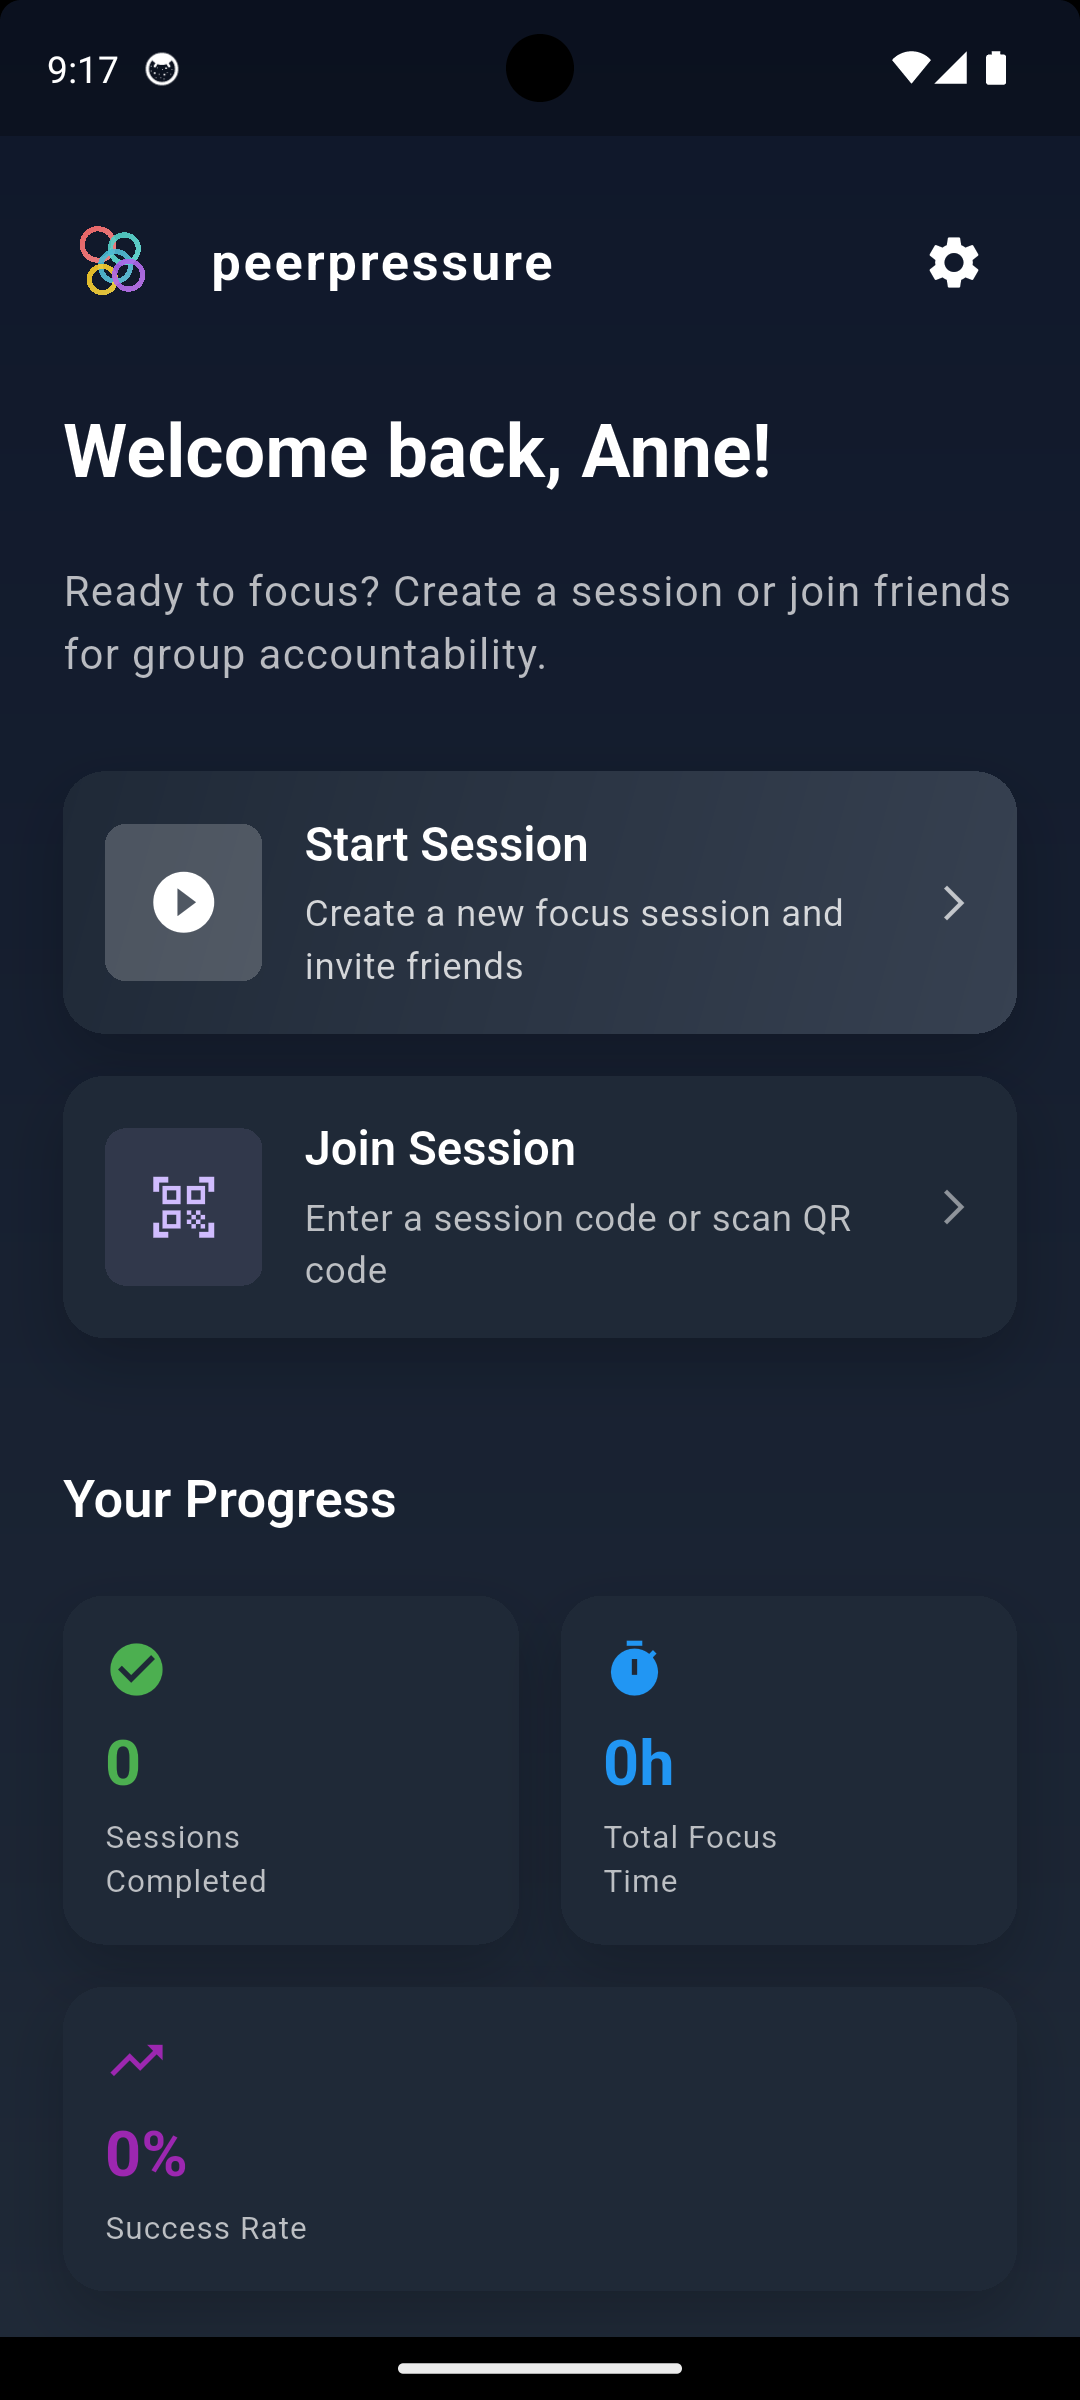 9:17
peerpressure
Welcome back, Anne!
Ready to focus? Create a session or join friends
for group accountability.
Start Session
Create a new focus session and
invite friends
Join Session
Enter a session code or scan QR
code
Your Progress
0
Sessions
Completed
0h
Total Focus
Time
0%
Success Rate